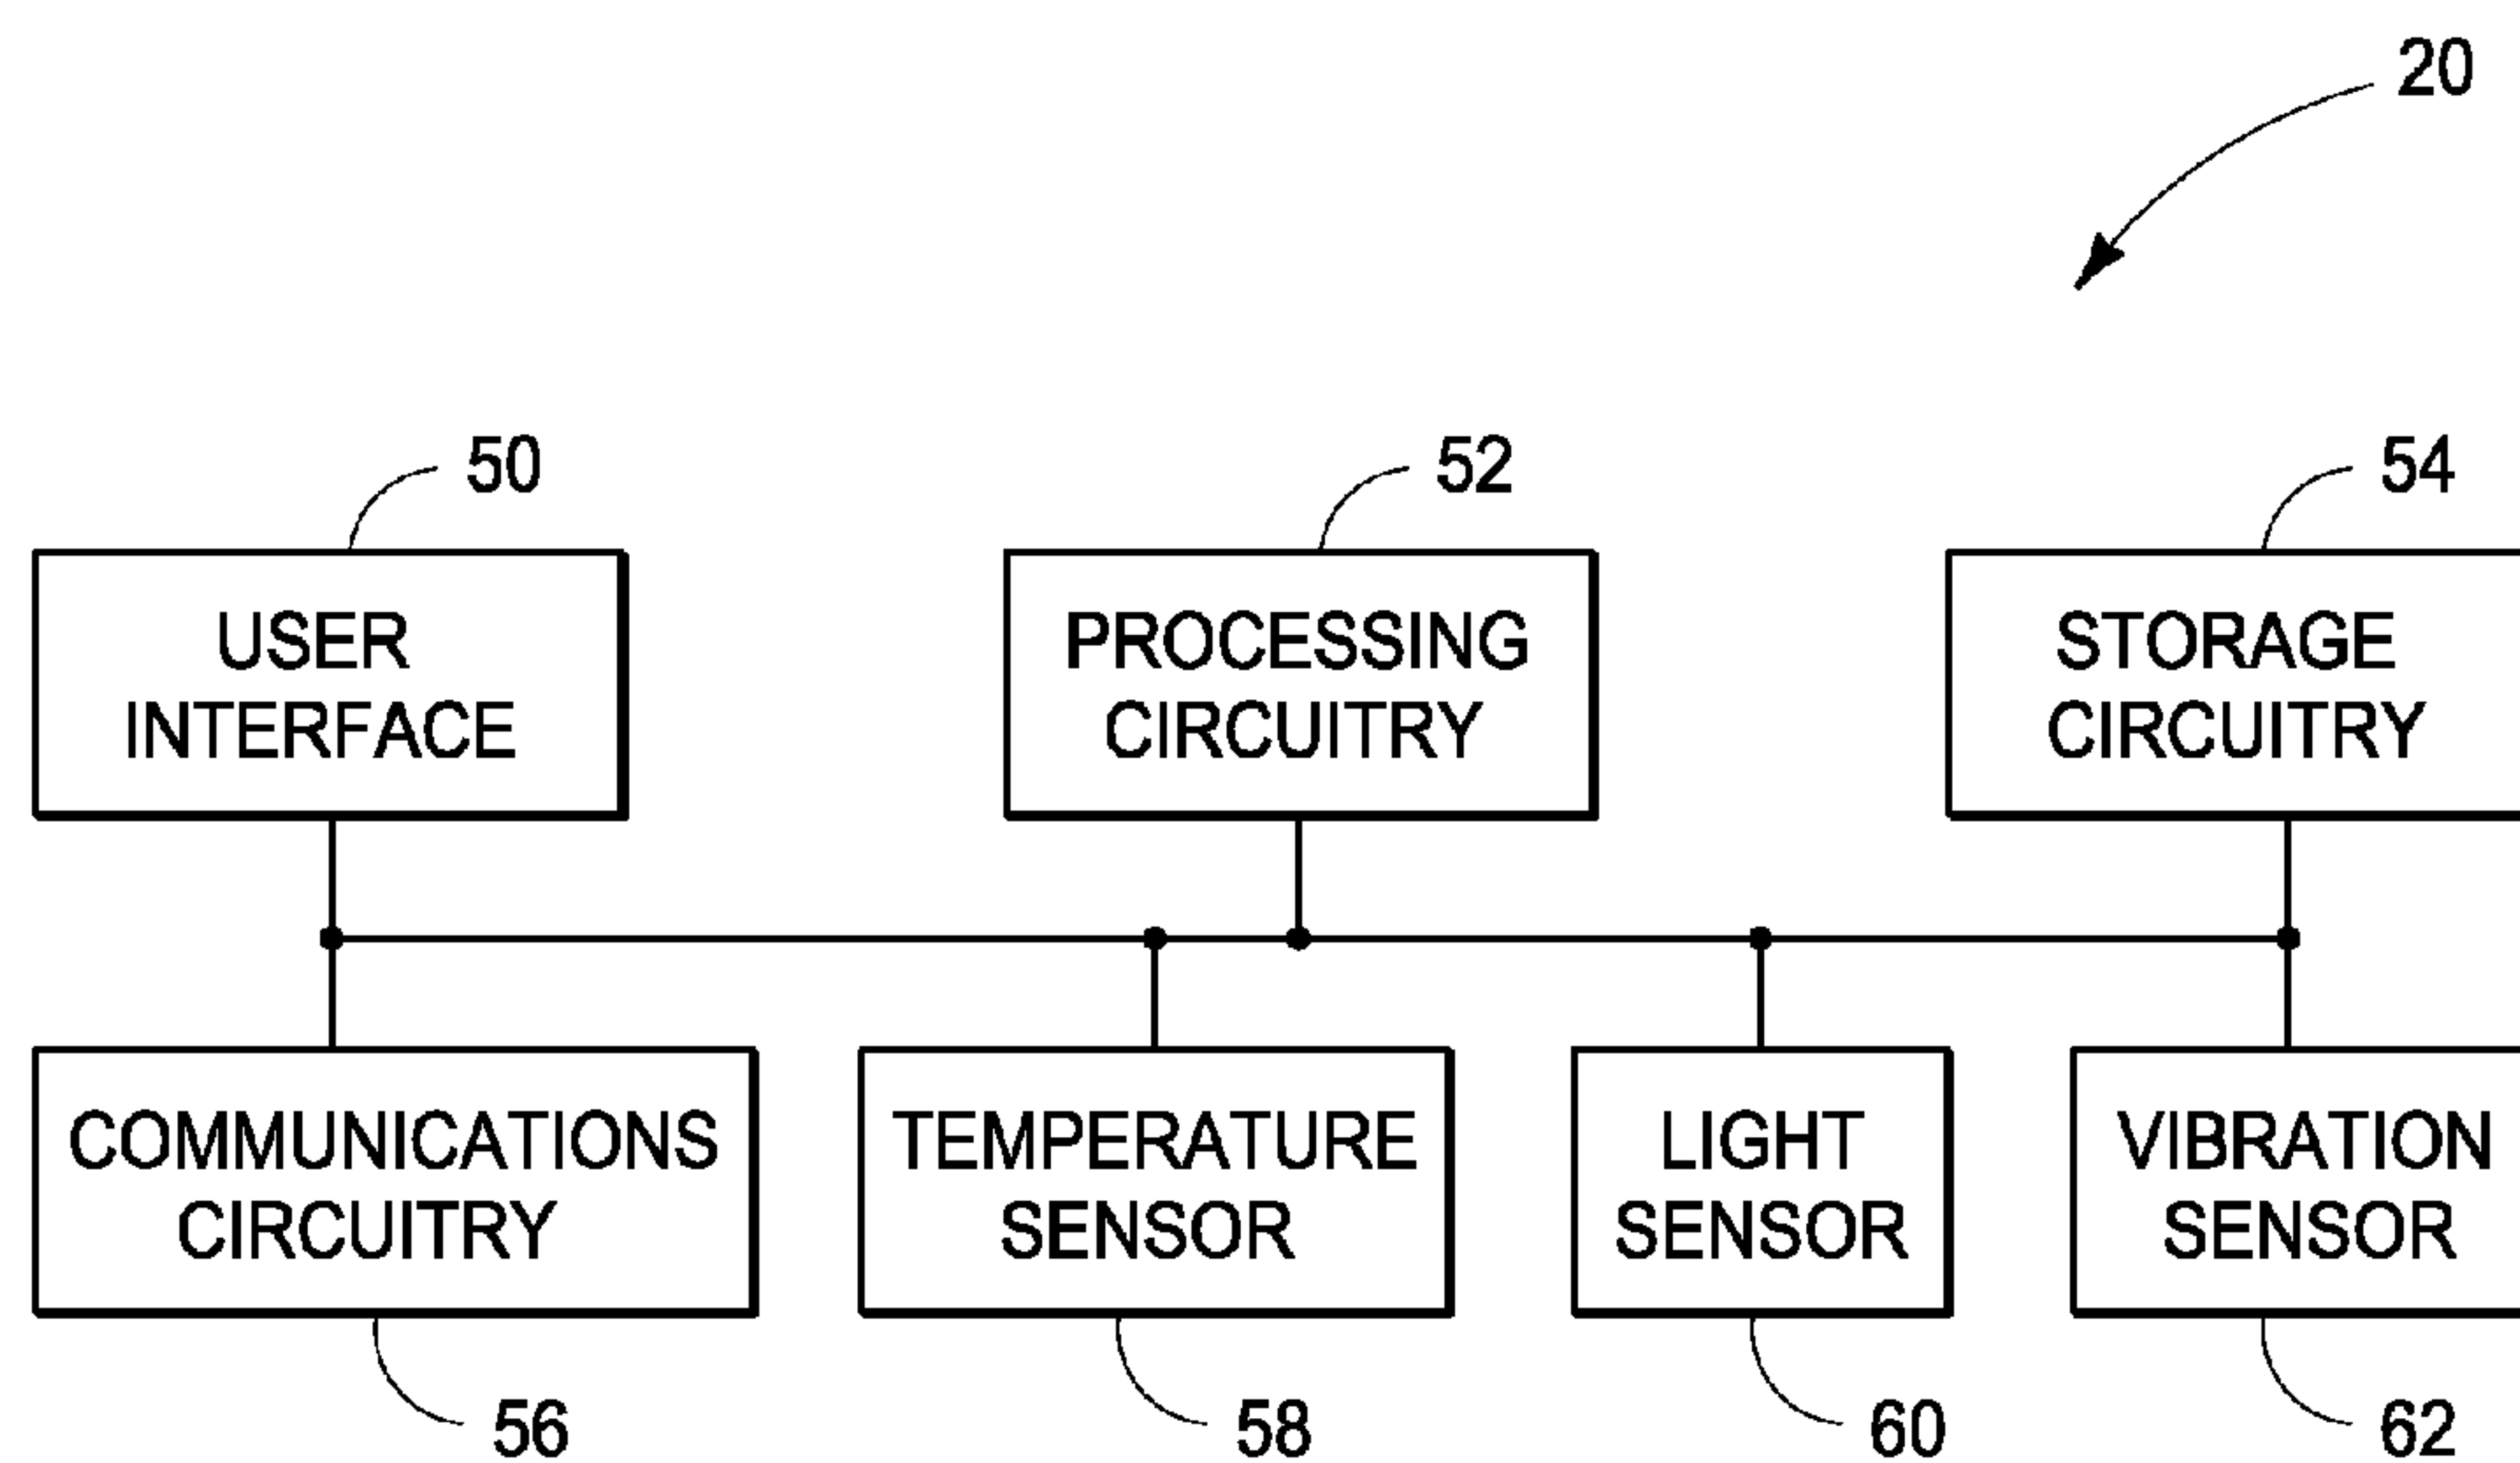 20
50
52
54
USER
INTERFACE
PROCESSING
CIRCUITRY
STORAGE
CIRCUITRY
COMMUNICATIONS
CIRCUITRY
TEMPERATURE
SENSOR
LIGHT
SENSOR
VIBRATION
SENSOR
56
58
60
62